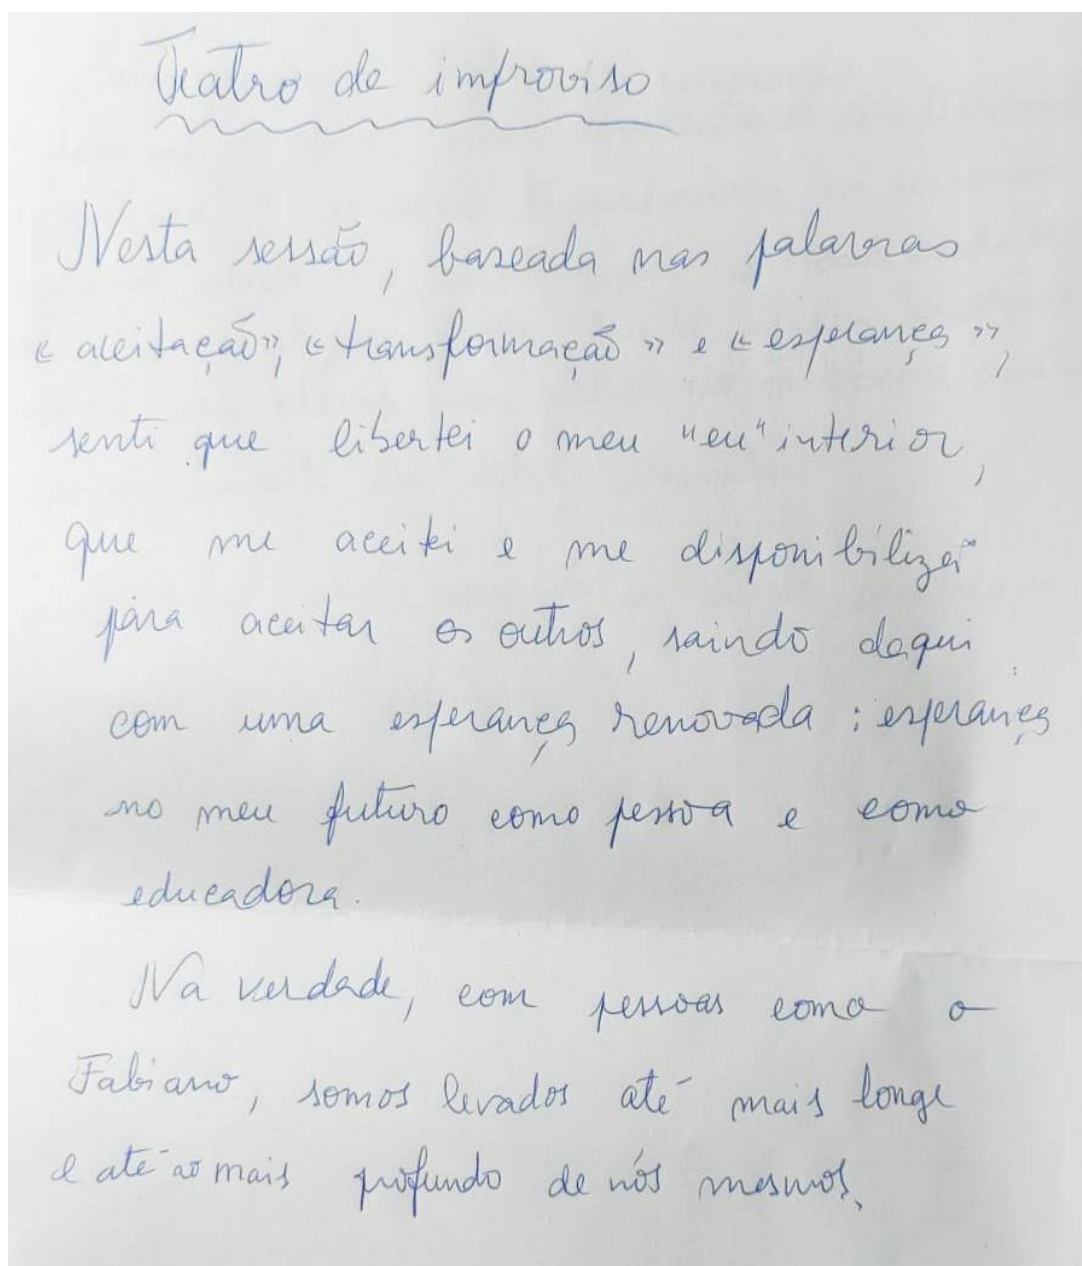 Teatro de improviso
Nesta sessão, baseada nas palavras
« aceitação», « transformação » e « esperança »,
senti que libertei o meu "eu" interior,
que me aceitei e me disponibilizei
para aceitar os outros, saindo daqui
com uma esperança renovada : esperança
no meu futuro como pessoa e como
educadora.
Na verdade, com pessoas como o
Fabiano, somos levados até mais longe
e até ao mais profundo de nós mesmos.